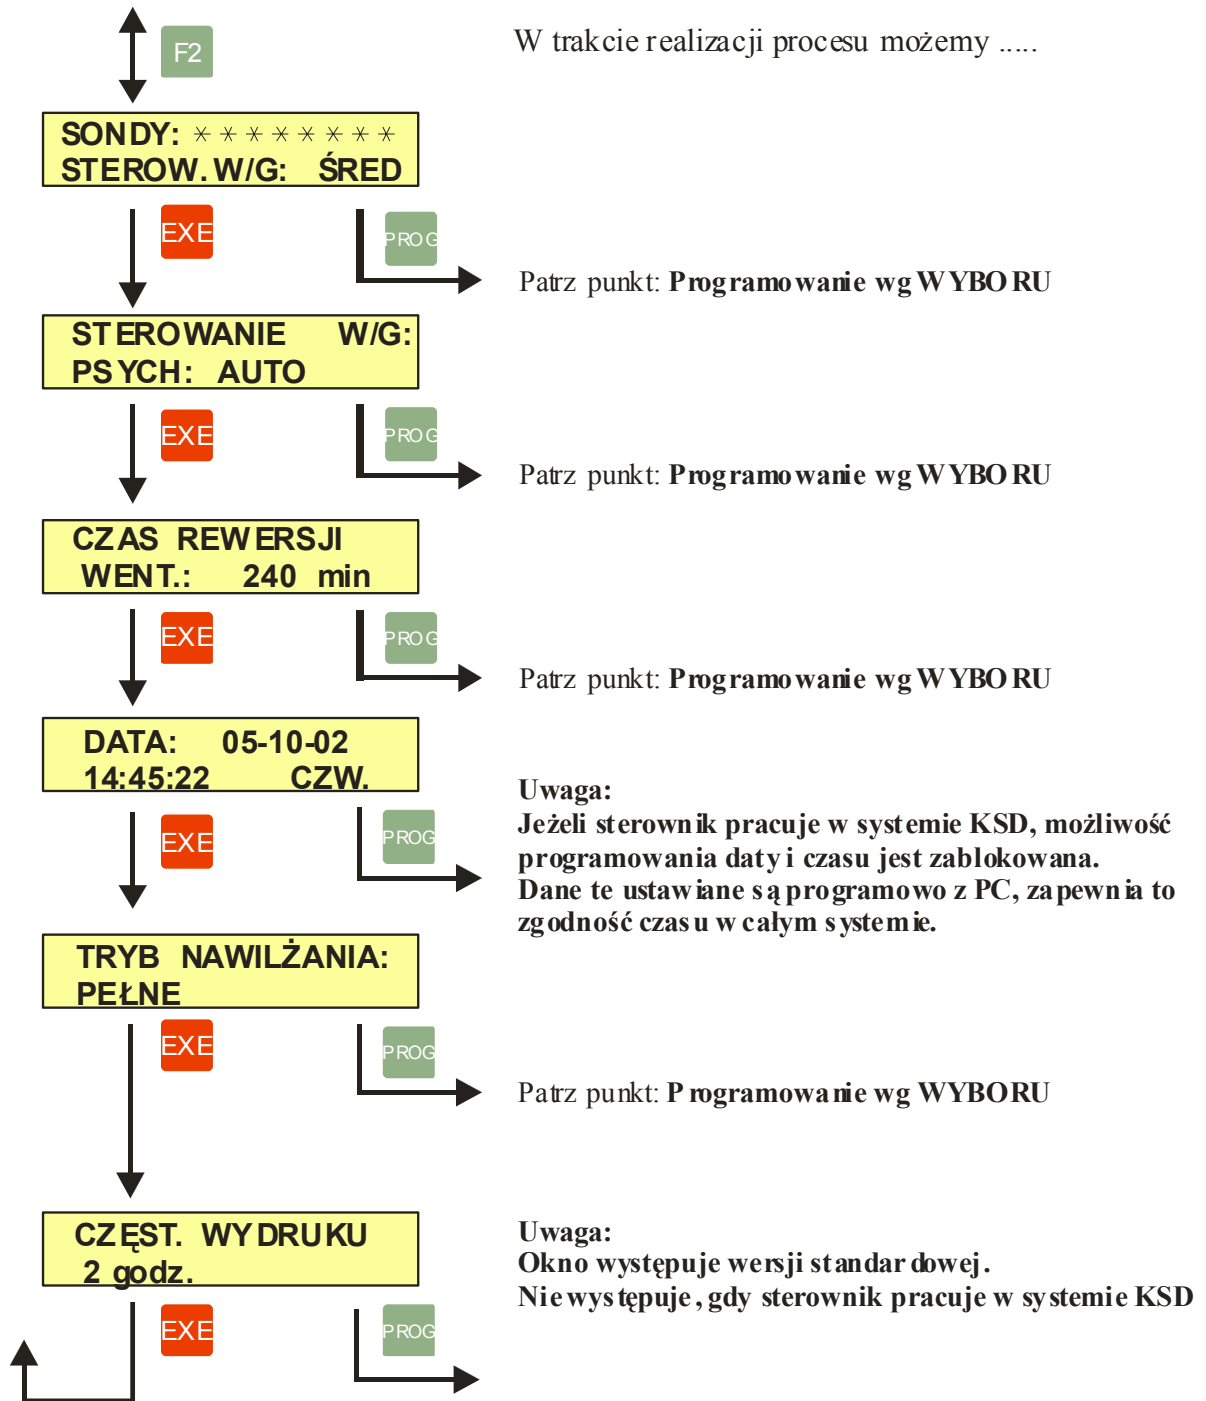 F2
W trakcie realizacji procesu możemy .....
SONDY: ********
STEROW. W/G: ŚRED
EXE
PROG
Patrz punkt: Programowanie wg WYBORU
STEROWANIE W/G:
PSYCH: AUTO
EXE
PROG
Patrz punkt: Programowanie wg WYBORU
CZAS REWERSJI
WENT.: 240 min
EXE
PROG
Patrz punkt: Programowanie wg WYBORU
DATA: 05-10-02
14:45:22 CZW.
EXE
PROG
Uwaga:
Jeżeli sterownik pracuje w systemie KSD, możliwość
programowania daty i czasu jest zablokowana.
Dane te ustawiane są programowo z PC, zapewnia to
zgodność czasu w całym systemie.
TRYB NAWILŻANIA:
PEŁNE
EXE
PROG
Patrz punkt: Programowanie wg WYBORU
CZĘST. WYDRUKU
2 godz.
EXE
PROG
Uwaga:
Okno występuje wersji standardowej.
Nie występuje, gdy sterownik pracuje w systemie KSD